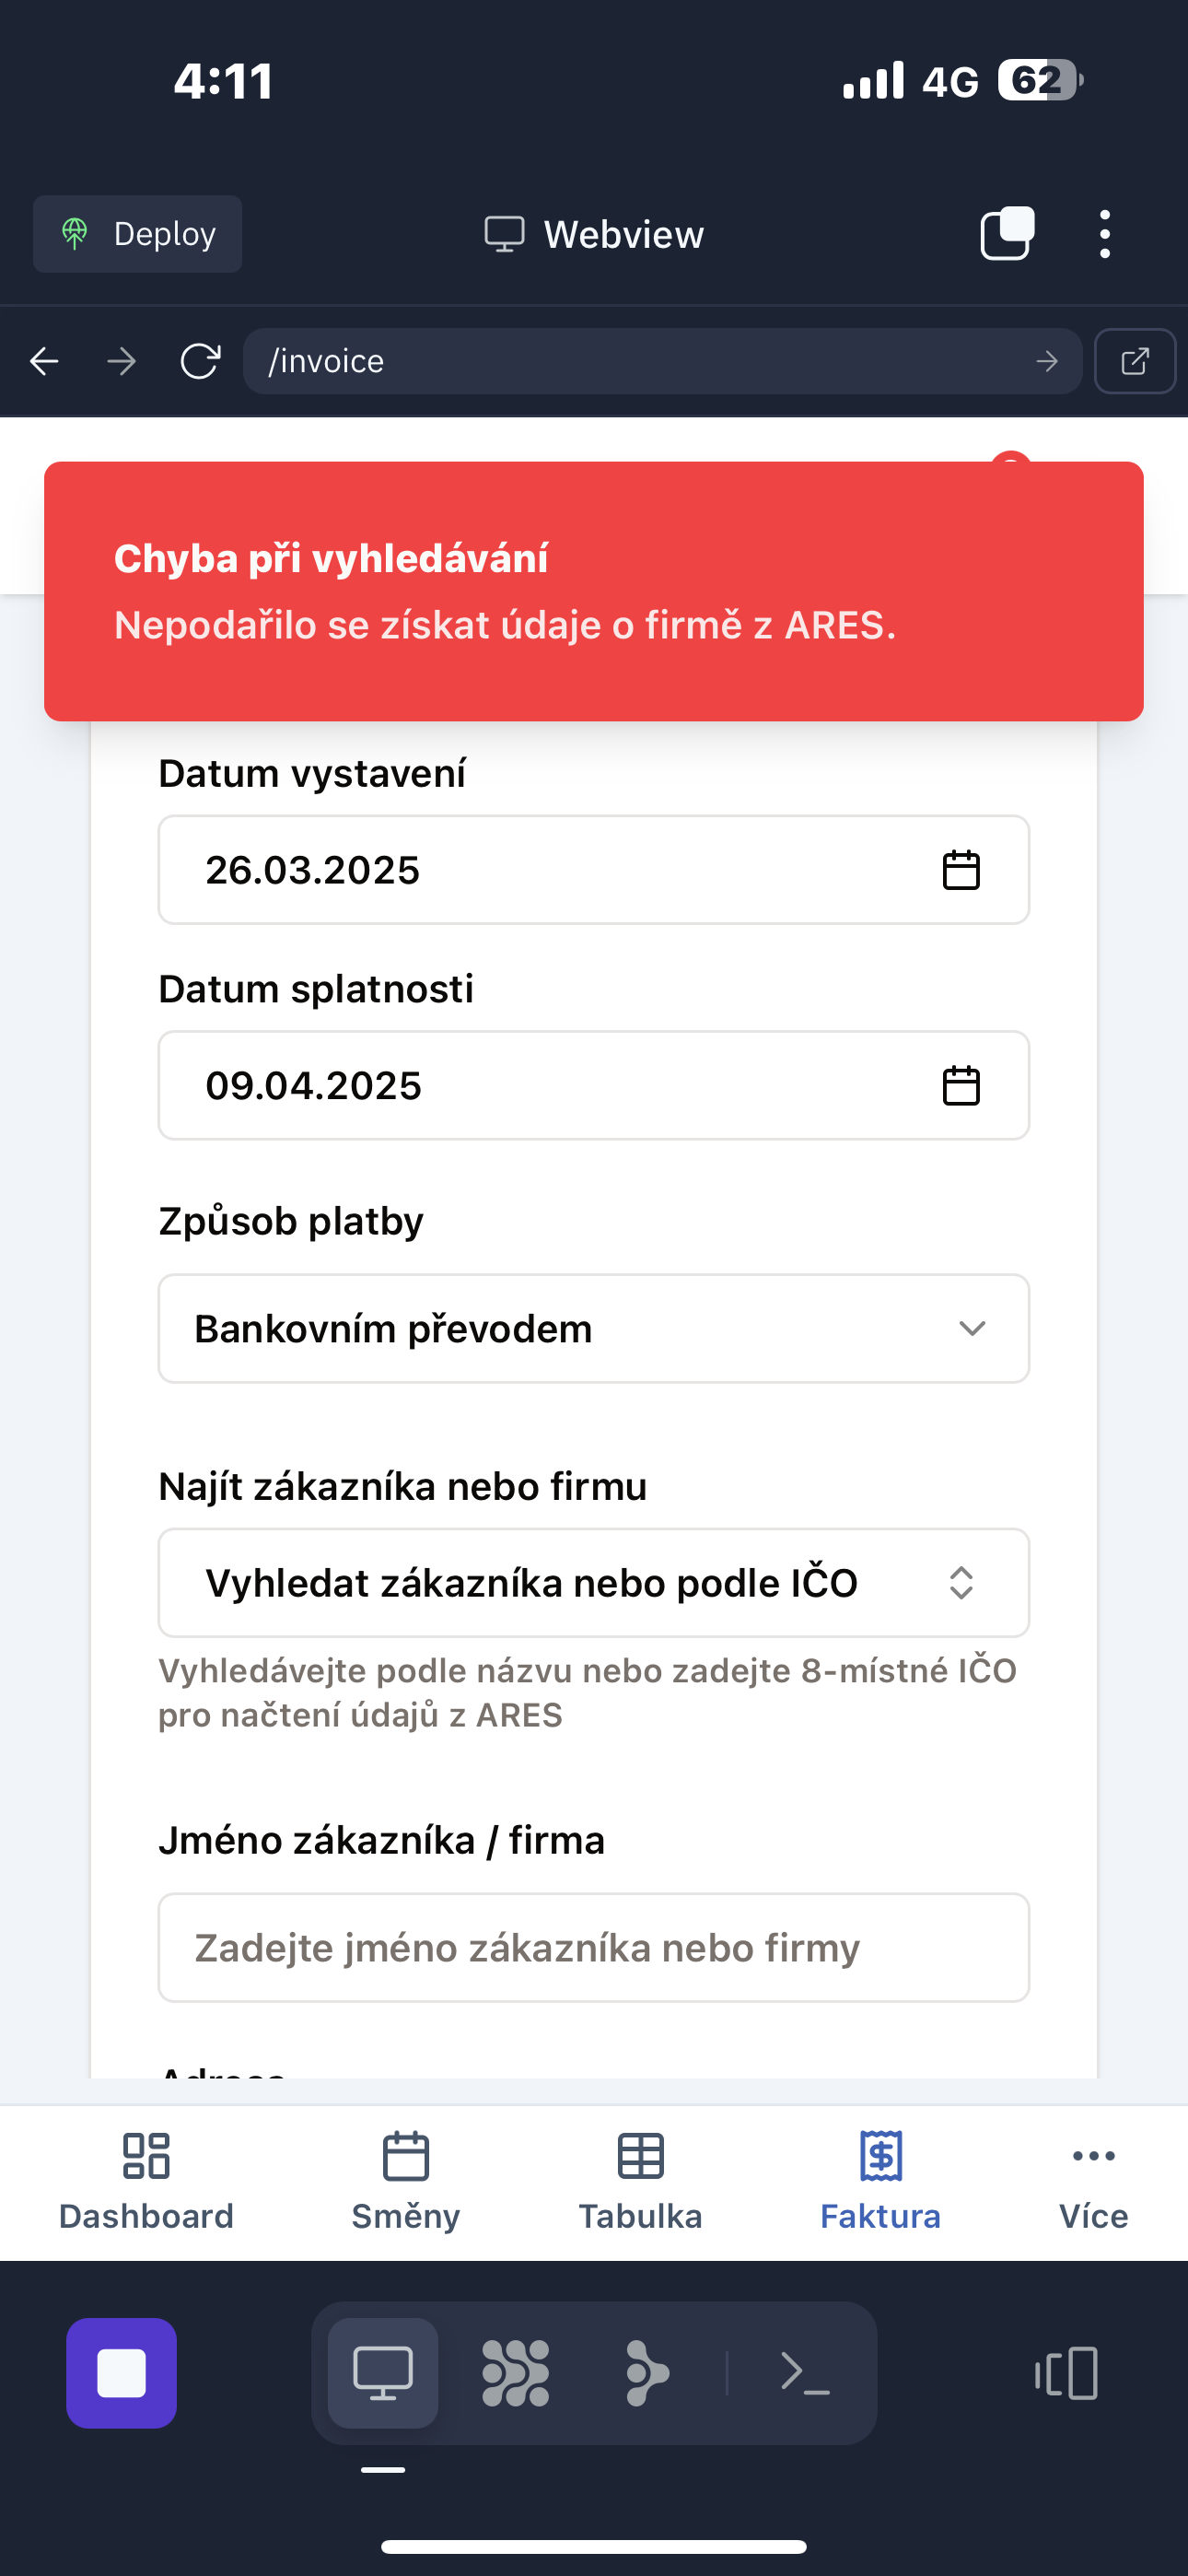 4:11
4G 62
Deploy
Webview
/invoice
Chyba při vyhledávání
Nepodařilo se získat údaje o firmě z ARES.
Datum vystavení
26.03.2025
Datum splatnosti
09.04.2025
Způsob platby
Bankovním převodem
Najít zákazníka nebo firmu
Vyhledat zákazníka nebo podle IČO
Vyhledávejte podle názvu nebo zadejte 8-místné IČO
pro načtení údajů z ARES
Jméno zákazníka / firma
Zadejte jméno zákazníka nebo firmy
Dashboard
Směny
Tabulka
Faktura
Více